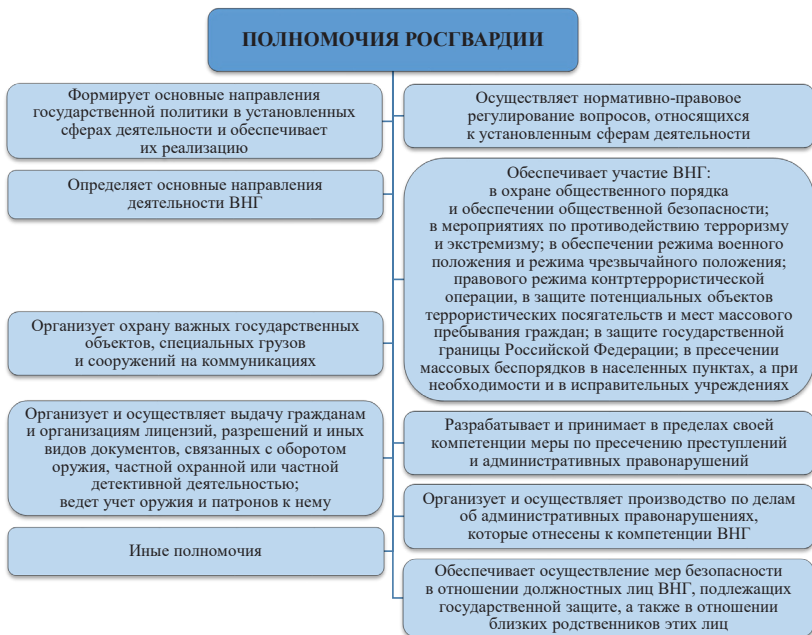 ПОЛНОМОЧИЯ РОСГВАРДИИ
Формирует основные направления
государственной политики в установленных
сферах деятельности и обеспечивает
их реализацию
Осуществляет нормативно-правовое
регулирование вопросов, относящихся
к установленным сферам деятельности
Определяет основные направления
деятельности ВНГ
Обеспечивает участие ВНГ:
в охране общественного порядка
и обеспечении общественной безопасности;
в мероприятиях по противодействию терроризму
и экстремизму; в обеспечении режима военного
положения и режима чрезвычайного положения;
правового режима контртеррористической
операции, в защите потенциальных объектов
террористических посягательств и мест массового
пребывания граждан; в защите государственной
границы Российской Федерации; в пресечении
массовых беспорядков в населенных пунктах, а при
необходимости и в исправительных учреждениях
Организует охрану важных государственных
объектов, специальных грузов
и сооружений на коммуникациях
Организует и осуществляет выдачу гражданам
и организациям лицензий, разрешений и иных
видов документов, связанных с оборотом
оружия, частной охранной или частной
детективной деятельностью;
ведет учет оружия и патронов к нему
Разрабатывает и принимает в пределах своей
компетенции меры по пресечению преступлений
и административных правонарушений
Организует и осуществляет производство по делам
об административных правонарушениях,
которые отнесены к компетенции ВНГ
Иные полномочия
Обеспечивает осуществление мер безопасности
в отношении должностных лиц ВНГ, подлежащих
государственной защите, а также в отношении
близких родственников этих лиц